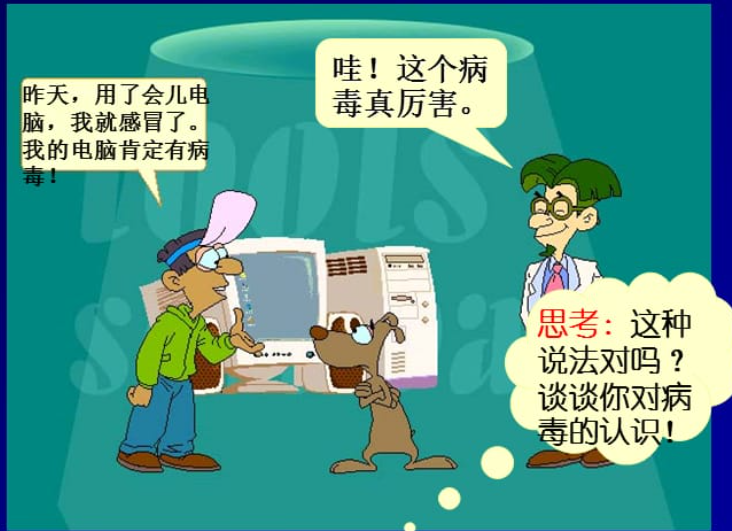 昨天，用了会儿电
脑，我就感冒了。
我的电脑肯定有病
毒！
哇！这个病
毒真厉害。
思考：这种
说法对吗？
谈谈你对病
毒的认识！